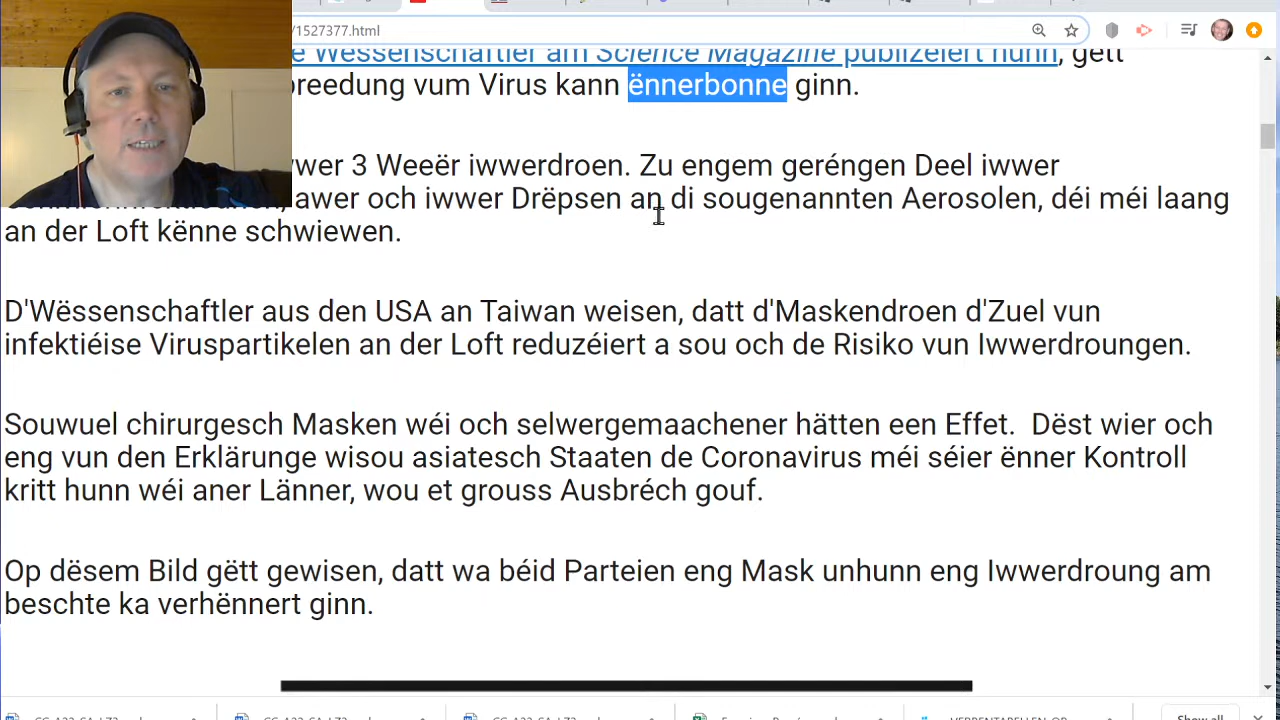 /1527377.html
e Wëssenschaftler am Science Magazine publizéiert hunn, gëtt
breedung vum Virus kann ënnerbonne ginn.
wer 3 Weeër iwwerdroen. Zu engem geréngen Deel iwwer
awer och iwwer Drëpsen an di sougenannten Aerosolen, déi méi laang
an der Loft kënne schwiewen.
D'Wëssenschaftler aus den USA an Taiwan weisen, datt d'Maskendroen d'Zuel vun
infektiéise Viruspartikelen an der Loft reduzéiert a sou och de Risiko vun Iwwerdroungen.
Souwuel chirurgesch Masken wéi och selwergemaachener hätten een Effet. Dëst wier och
eng vun den Erklärunge wisou asiatesch Staaten de Coronavirus méi séier ënner Kontroll
kritt hunn wéi aner Länner, wou et grouss Ausbréch gouf.
Op dësem Bild gëtt gewisen, datt wa béid Parteien eng Mask unhunn eng Iwwerdroung am
beschte ka verhënnert ginn.
Show all